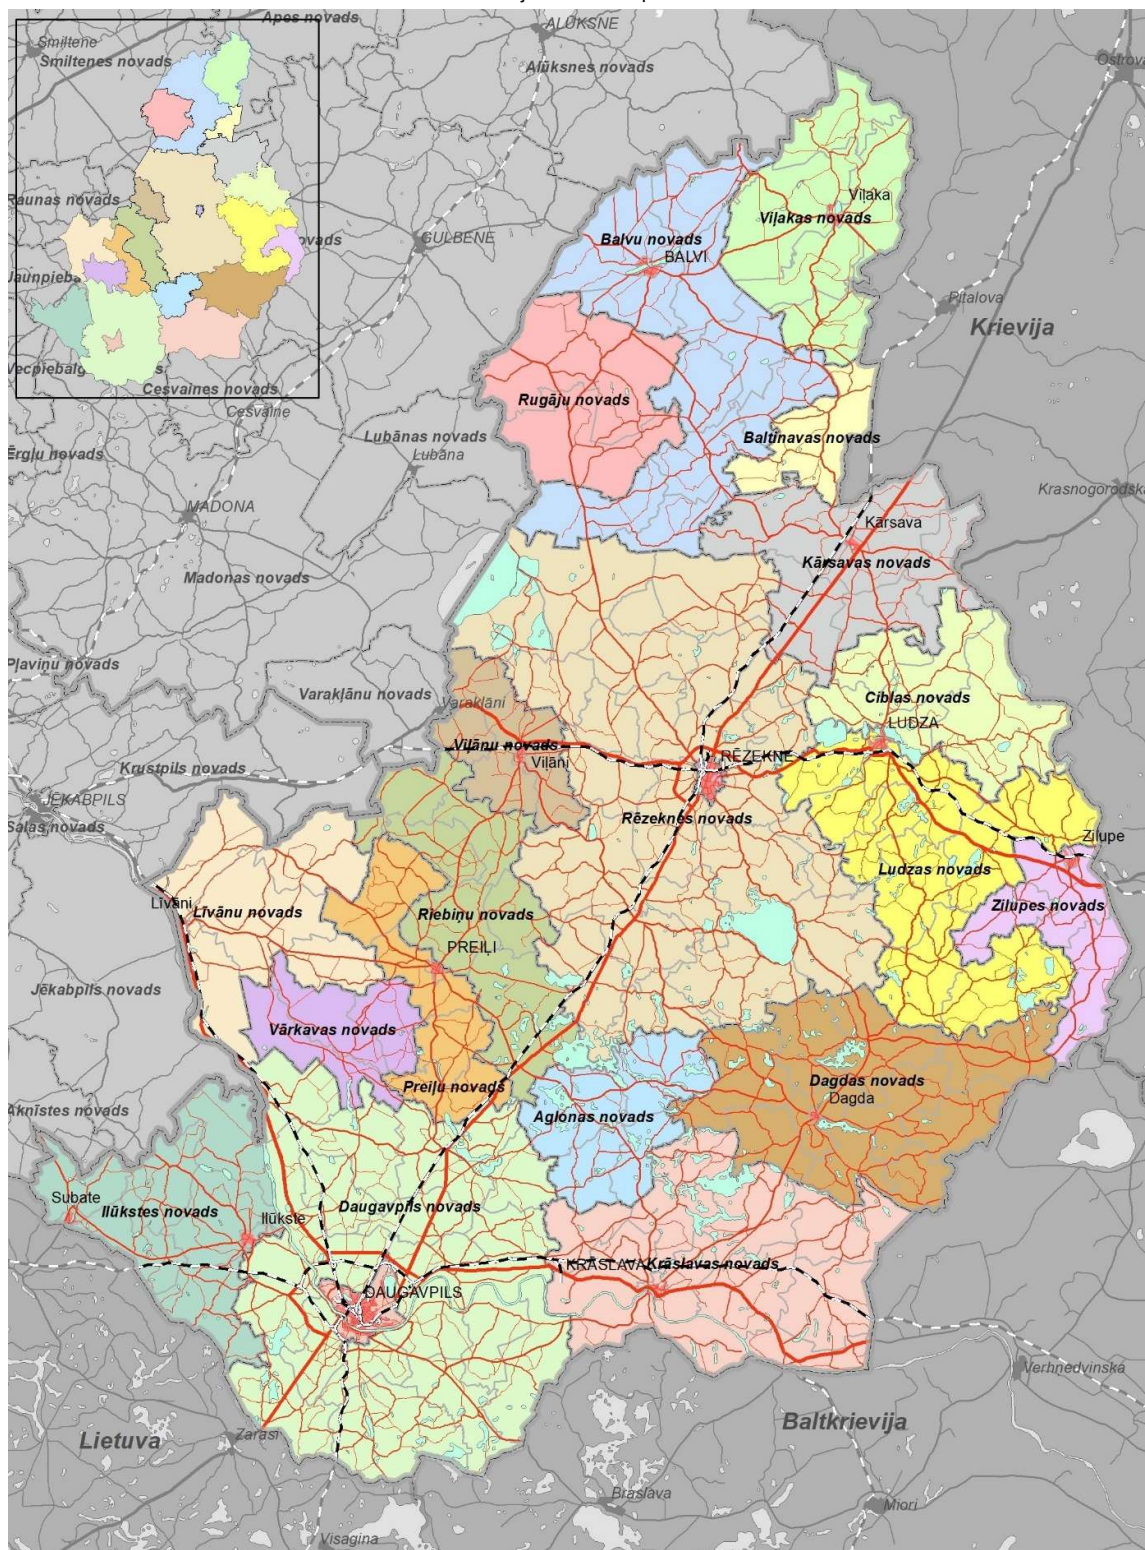 Apes novads
ALŪKSNE
Smiltene
Smiltenes novads
Alūksnes novads
Ostrova
Raunas novads
Viļaka
Viļakas novads
ovads
GULBENE
Balvu novads
BALVI
Jaunpieba
Pitalova
Krievija
Vecpiebalg
s
Cesvaines novads
Cesvaine
Rugāju novads
Lubānas novads
Lubāna
Baltinavas novads
Ērgļu novads
MADONA
Krasnogorodska
Kārsava
Kārsavas novads
Madonas novads
Pļaviņu novads
Varakļānu novads
Varakļāni
Ciblas novads
LUDZA
Viļānu novads
Viļāni
RĒZEKNE
Krustpils novads
JĒKABPILS
Salas novads
Rēzeknes novads
Zilupe
Ludzas novads
Zilupes novads
Līvāni
Līvānu novads
Riebiņu novads
PREIĻI
Jēkabpils novads
Vārkavas novads
Preiļu novads
Dagdas novads
Dagda
Aknīstes novads
Aglonas novads
Subate
Ilūkstes novads
Ilūkste
Daugavpils novads
KRĀSLAVA
Krāslavas novads
DAUGAVPILS
Verhņedvinska
Lietuva
Zarasi
Baltkrievija
Braslava
Miori
Visagina